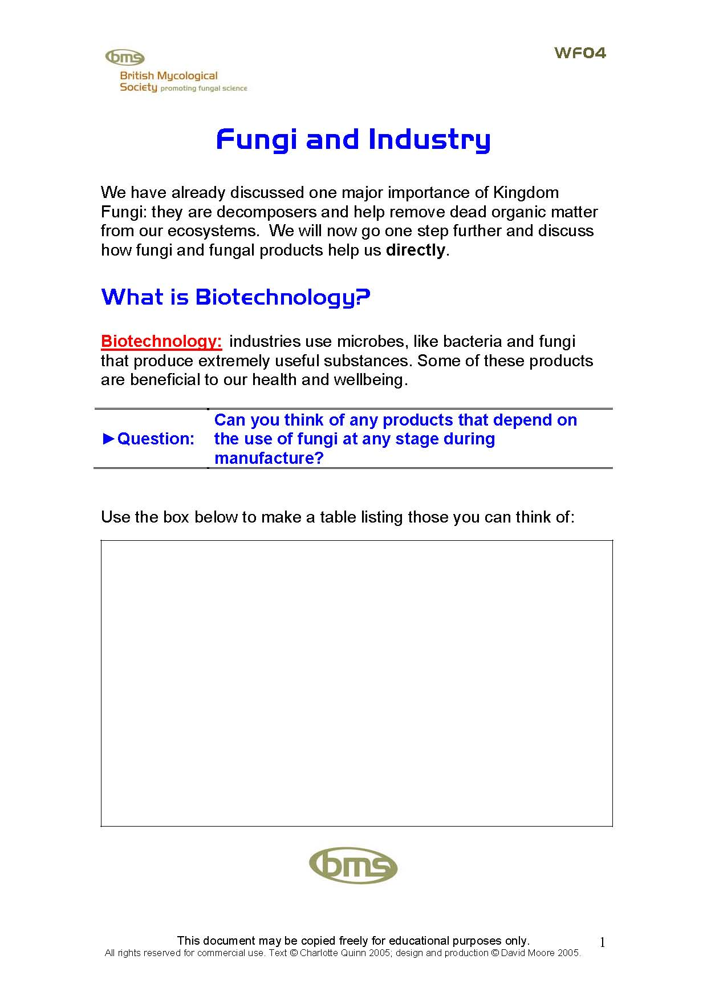 bms
WF04
British Mycological
Society promoting fungal science
Fungi and Industry
We have already discussed one major importance of Kingdom
Fungi: they are decomposers and help remove dead organic matter
from our ecosystems.  We will now go one step further and discuss
how fungi and fungal products help us directly.
What is Biotechnology?
Biotechnology: industries use microbes, like bacteria and fungi
that produce extremely useful substances. Some of these products
are beneficial to our health and wellbeing.
►Question:
Can you think of any products that depend on
the use of fungi at any stage during
manufacture?
Use the box below to make a table listing those you can think of:
bms
This document may be copied freely for educational purposes only.
1
All rights reserved for commercial use. Text © Charlotte Quinn 2005; design and production © David Moore 2005.